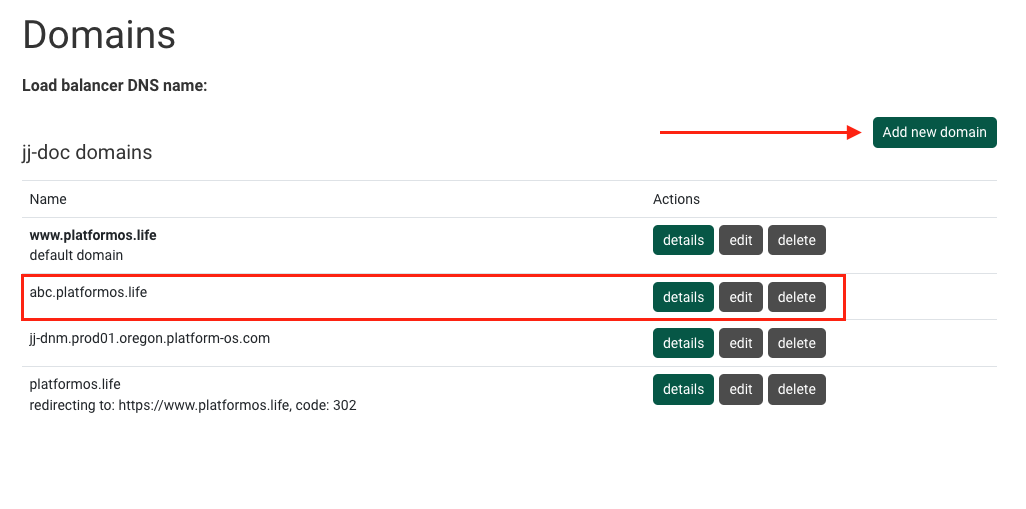 Domains
Load balancer DNS name:
Add new domain
jj-doc domains
Name Actions
www.platformos.life
default domain
details edit delete
abc.platformos.life details edit delete
jj-dnm.prod01.oregon.platform-os.com details edit delete
platformos.life
redirecting to: https://www.platformos.life, code: 302
details edit delete